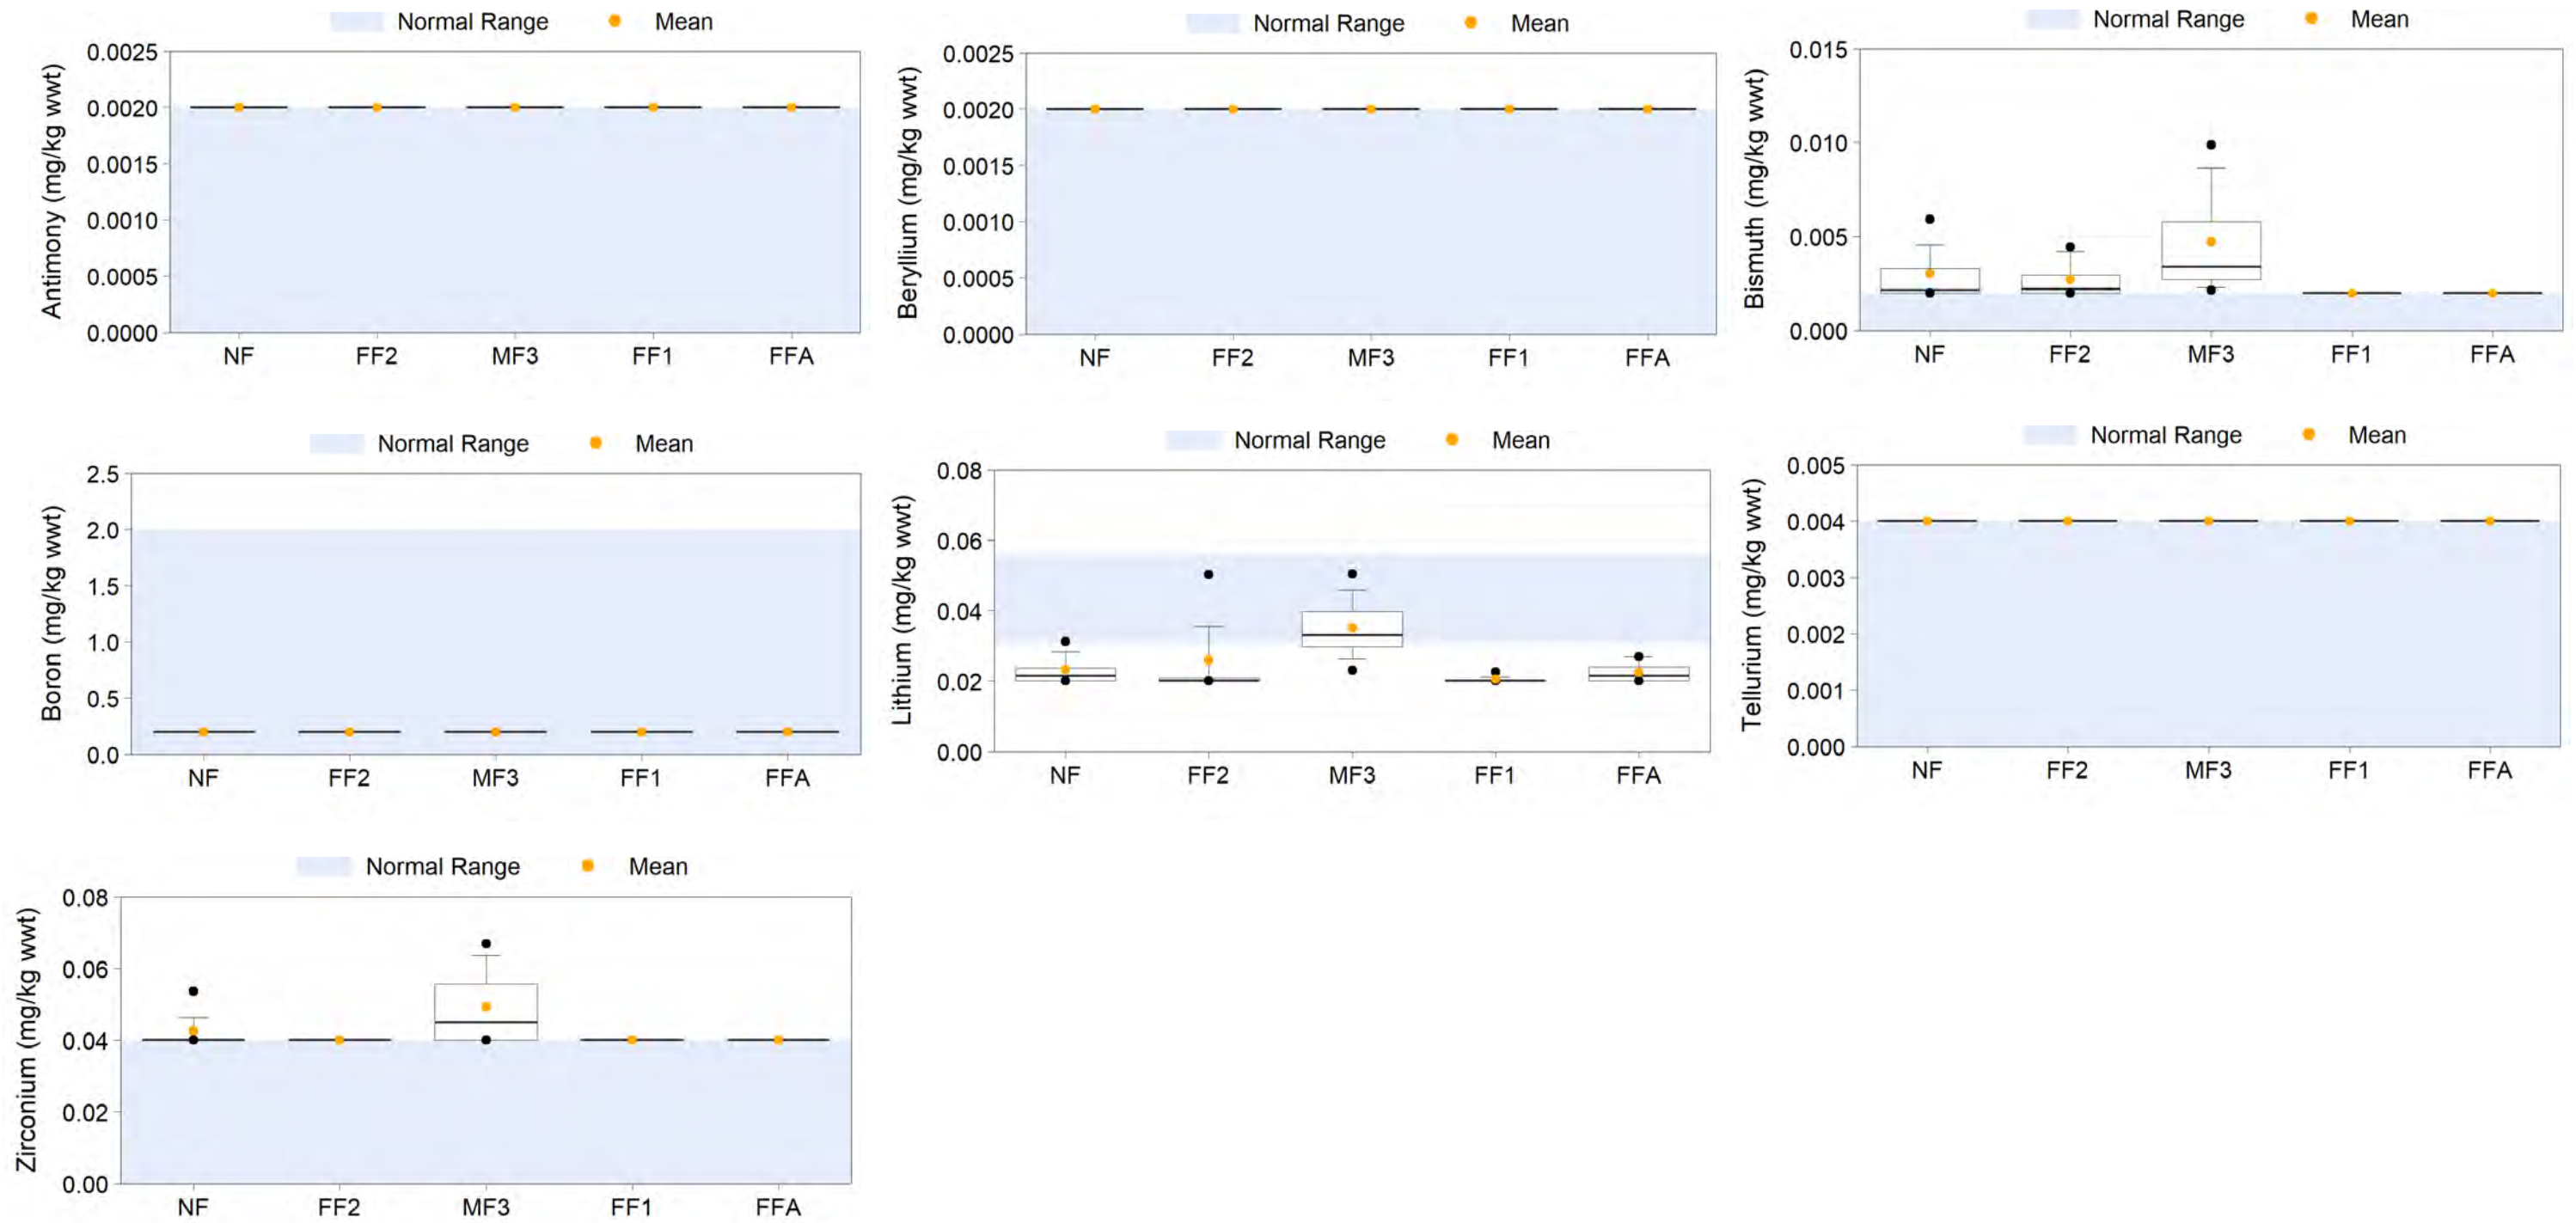 Normal Range Mean
Antimony (mg/kg wwt)
0.0025
0.0020
0.0015
0.0010
0.0005
0.0000
NF FF2 MF3 FF1 FFA
Normal Range Mean
Beryllium (mg/kg wwt)
0.0025
0.0020
0.0015
0.0010
0.0005
0.0000
NF FF2 MF3 FF1 FFA
Normal Range Mean
Bismuth (mg/kg wwt)
0.015
0.010
0.005
0.000
NF FF2 MF3 FF1 FFA
Normal Range Mean
Boron (mg/kg wwt)
2.5
2.0
1.5
1.0
0.5
0.0
NF FF2 MF3 FF1 FFA
Normal Range Mean
Lithium (mg/kg wwt)
0.08
0.06
0.04
0.02
0.00
NF FF2 MF3 FF1 FFA
Normal Range Mean
Tellurium (mg/kg wwt)
0.005
0.004
0.003
0.002
0.001
0.000
NF FF2 MF3 FF1 FFA
Normal Range Mean
Zirconium (mg/kg wwt)
0.08
0.06
0.04
0.02
0.00
NF FF2 MF3 FF1 FFA